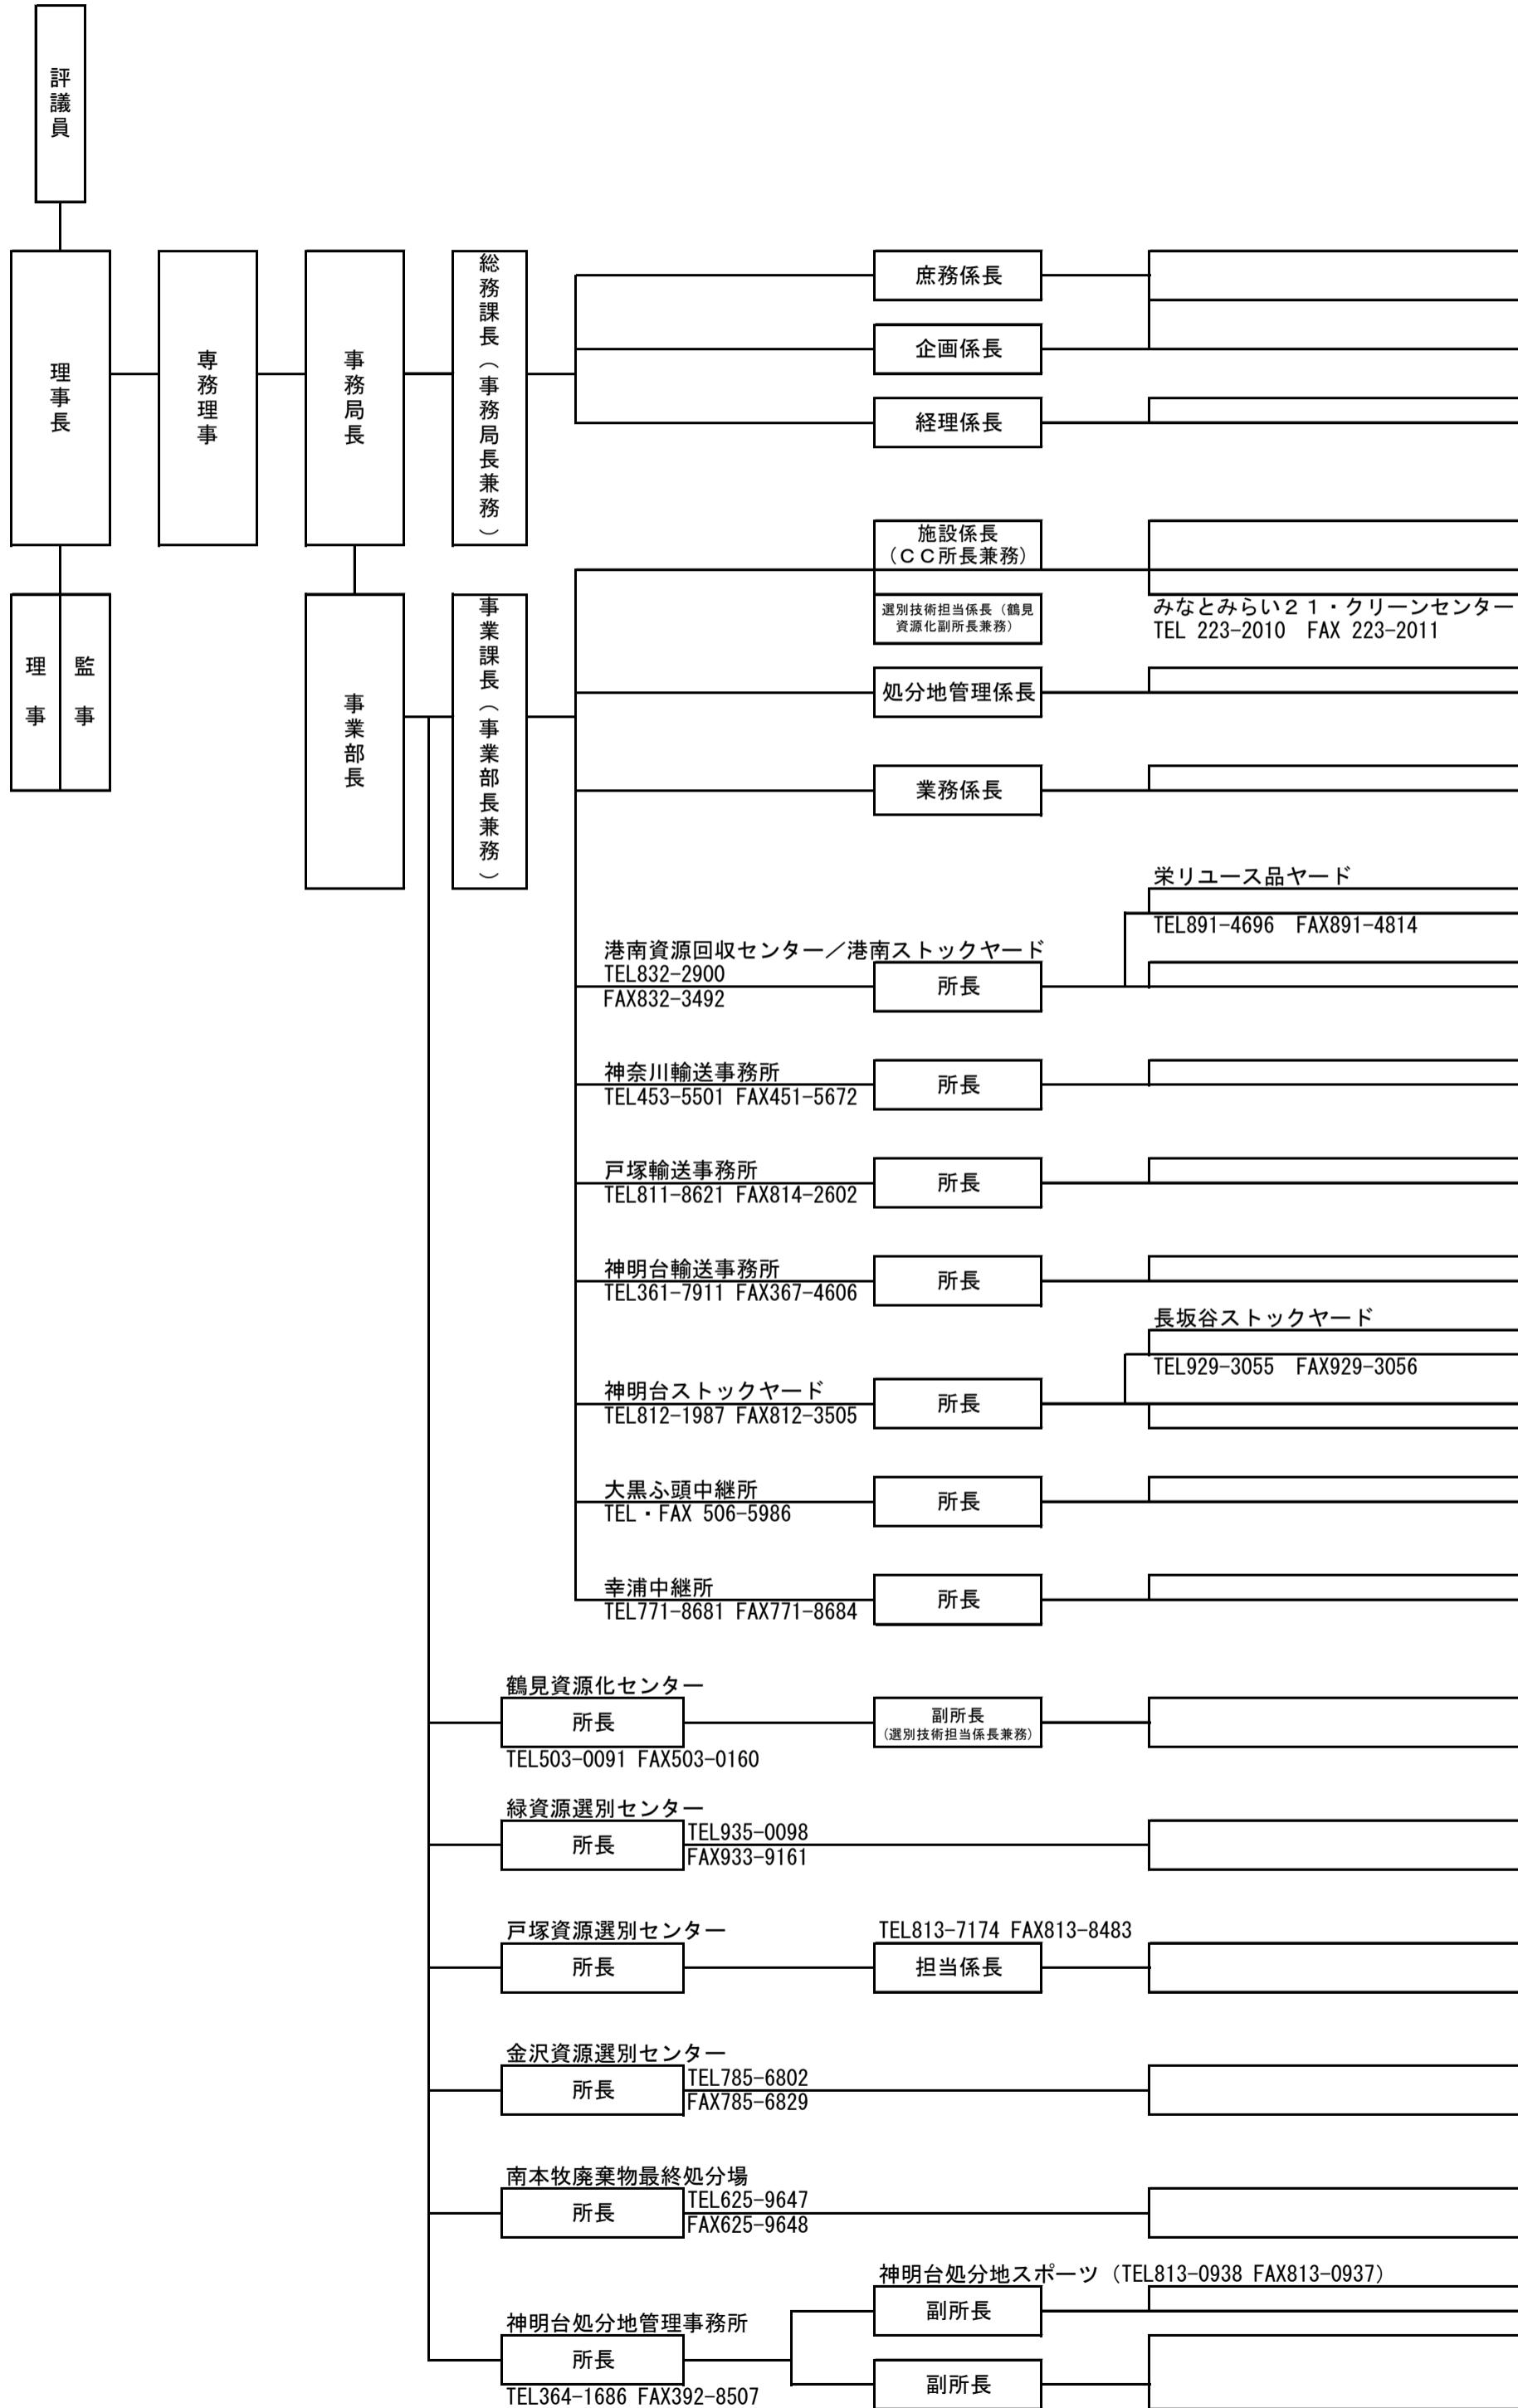 評議員
理事長
専務理事
事務局長
総務課長（事務局長兼務）
庶務係長
企画係長
経理係長
理事
監事
事業部長
事業課長（事業部長兼務）
施設係長
（ＣＣ所長兼務）
選別技術担当係長（鶴見
資源化副所長兼務）
みなとみらい２１・クリーンセンター
TEL 223-2010 FAX 223-2011
処分地管理係長
業務係長
栄リユース品ヤード
TEL891-4696 FAX891-4814
港南資源回収センター／港南ストックヤード
TEL832-2900
FAX832-3492
所長
神奈川輸送事務所
TEL453-5501 FAX451-5672
所長
戸塚輸送事務所
TEL811-8621 FAX814-2602
所長
神明台輸送事務所
TEL361-7911 FAX367-4606
所長
長坂谷ストックヤード
TEL929-3055 FAX929-3056
神明台ストックヤード
TEL812-1987 FAX812-3505
所長
大黒ふ頭中継所
TEL・FAX 506-5986
所長
幸浦中継所
TEL771-8681 FAX771-8684
所長
鶴見資源化センター
所長
TEL503-0091 FAX503-0160
副所長
（選別技術担当係長兼務）
緑資源選別センター
所長
TEL935-0098
FAX933-9161
戸塚資源選別センター
所長
TEL813-7174 FAX813-8483
担当係長
金沢資源選別センター
所長
TEL785-6802
FAX785-6829
南本牧廃棄物最終処分場
所長
TEL625-9647
FAX625-9648
神明台処分地スポーツ（TEL813-0938 FAX813-0937）
副所長
神明台処分地管理事務所
所長
TEL364-1686 FAX392-8507
副所長